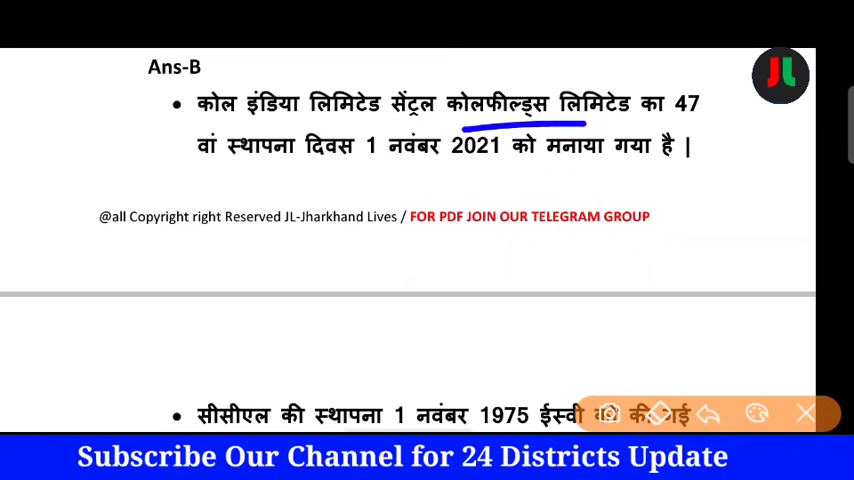 Ans-B
JL
• कोल इंडिया लिमिटेड सेंट्रल कोलफील्ड्स लिमिटेड का 47
वां स्थापना दिवस 1 नवंबर 2021 को मनाया गया है |
@all Copyright right Reserved JL-Jharkhand Lives / FOR PDF JOIN OUR TELEGRAM GROUP
• सीसीएल की स्थापना 1 नवंबर 1975 ईस्वी को की गई
Subscribe Our Channel for 24 Districts Update